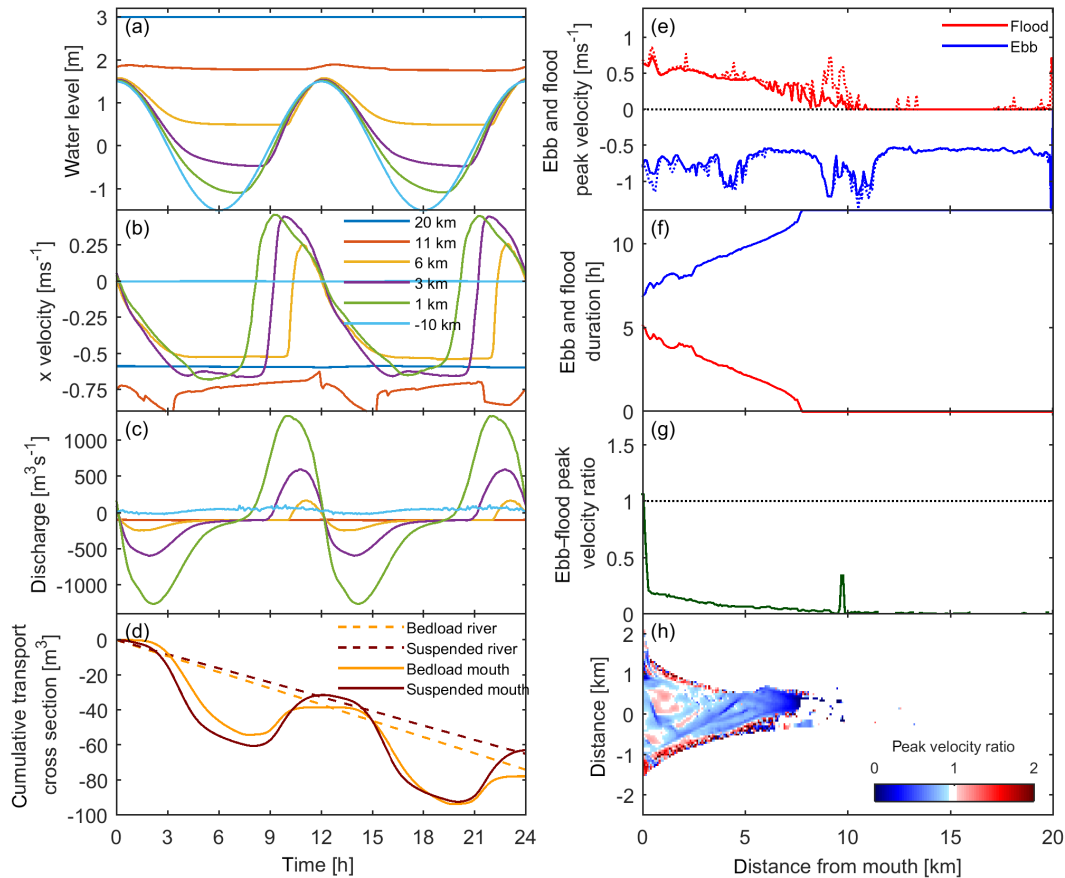 (a)
Water level [m]
3
2
1
0
-1
(b)
x velocity [ms-1]
0.25
0
-0.25
-0.5
-0.75
20 km
11 km
6 km
3 km
1 km
-10 km
(c)
Discharge [m3s-1]
1000
500
0
-500
-1000
(d)
Cumulative transport
cross section [m3]
0
-20
-40
-60
-80
-100
Bedload river
Suspended river
Bedload mouth
Suspended mouth
0 3 6 9 12 15 18 21 24
Time [h]
(e)
Ebb and flood
peak velocity [ms-1]
1
0.5
0
-0.5
-1
Flood
Ebb
(f)
Ebb and flood
duration [h]
10
5
0
(g)
Ebb–flood peak
velocity ratio
1.5
1
0.5
0
(h)
Distance [km]
2
1
0
-1
-2
Peak velocity ratio
0 1 2
0 5 10 15 20
Distance from mouth [km]